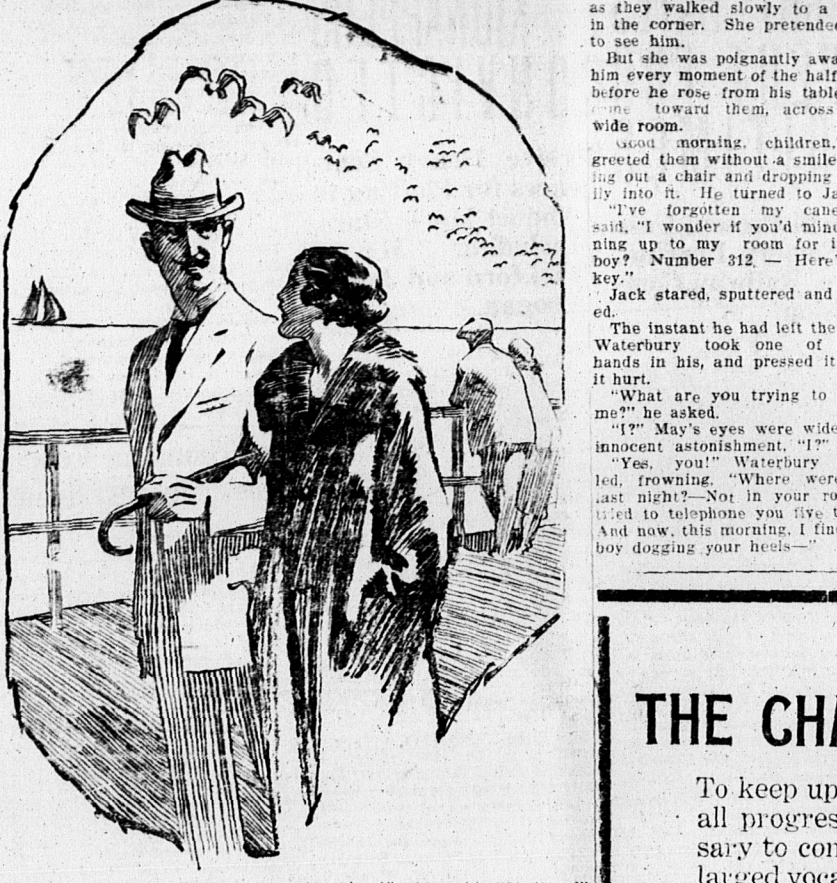 as they walked slowly to a
in the corner. She pretende
to see him.
But she was poignantly awa
him every moment of the half
before he rose from his table
toward them, across
wide room.
Good morning, children,
greeted them without a smile
ing out a chair and dropping
ily into it. He turned to Ja
"I've forgotten my cane
said, "I wonder if you'd mind
ning up to my room for i
boy? Number 312 — Here'
key."
Jack stared, sputtered and
ed.
The instant he had left the
Waterbury took one of
hands in his, and pressed it
it hurt.
"What are you trying to
me?" he asked.
"I?" May's eyes were wide
innocent astonishment, "I?"
"Yes, you!" Waterbury
led, frowning. "Where were
last night?—Not in your ro
tried to telephone you five t
And now, this morning, I fin
boy dogging your heels—"
THE CHA
To keep up
all progres
sary to con
larged voca